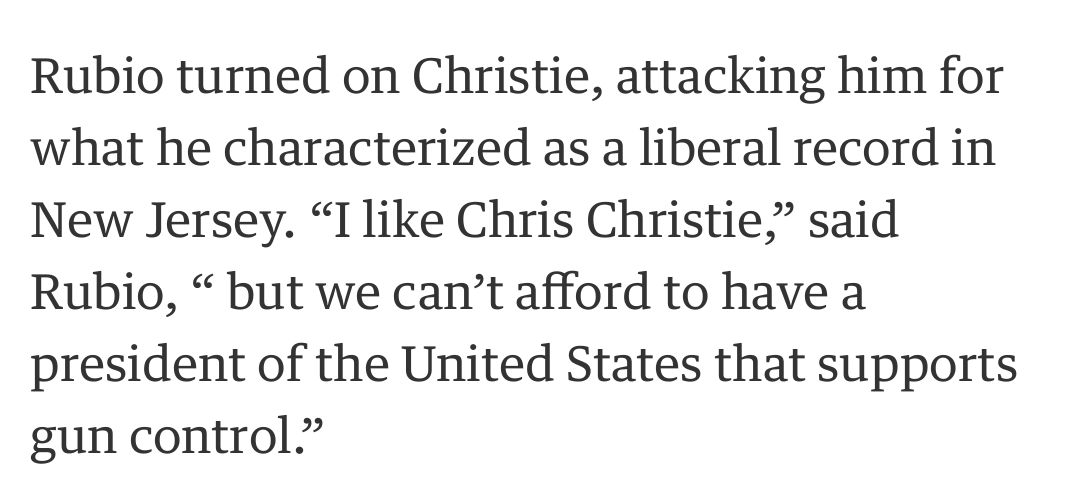 Rubio turned on Christie, attacking him for
what he characterized as a liberal record in
New Jersey. “I like Chris Christie,” said
Rubio, “ but we can’t afford to have a
president of the United States that supports
gun control.”